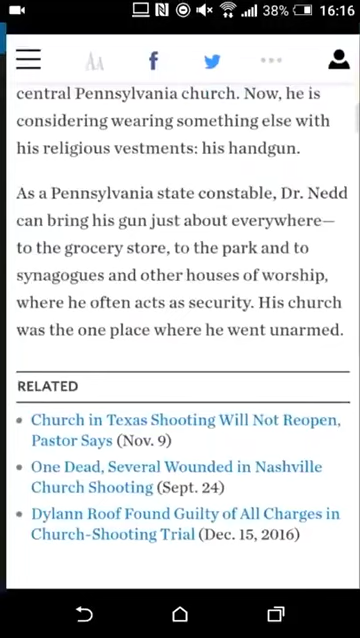 38% 16:16
AA f
central Pennsylvania church. Now, he is
considering wearing something else with
his religious vestments: his handgun.
As a Pennsylvania state constable, Dr. Nedd
can bring his gun just about everywhere—
to the grocery store, to the park and to
synagogues and other houses of worship,
where he often acts as security. His church
was the one place where he went unarmed.
RELATED
• Church in Texas Shooting Will Not Reopen,
Pastor Says (Nov. 9)
• One Dead, Several Wounded in Nashville
Church Shooting (Sept. 24)
• Dylann Roof Found Guilty of All Charges in
Church-Shooting Trial (Dec. 15, 2016)